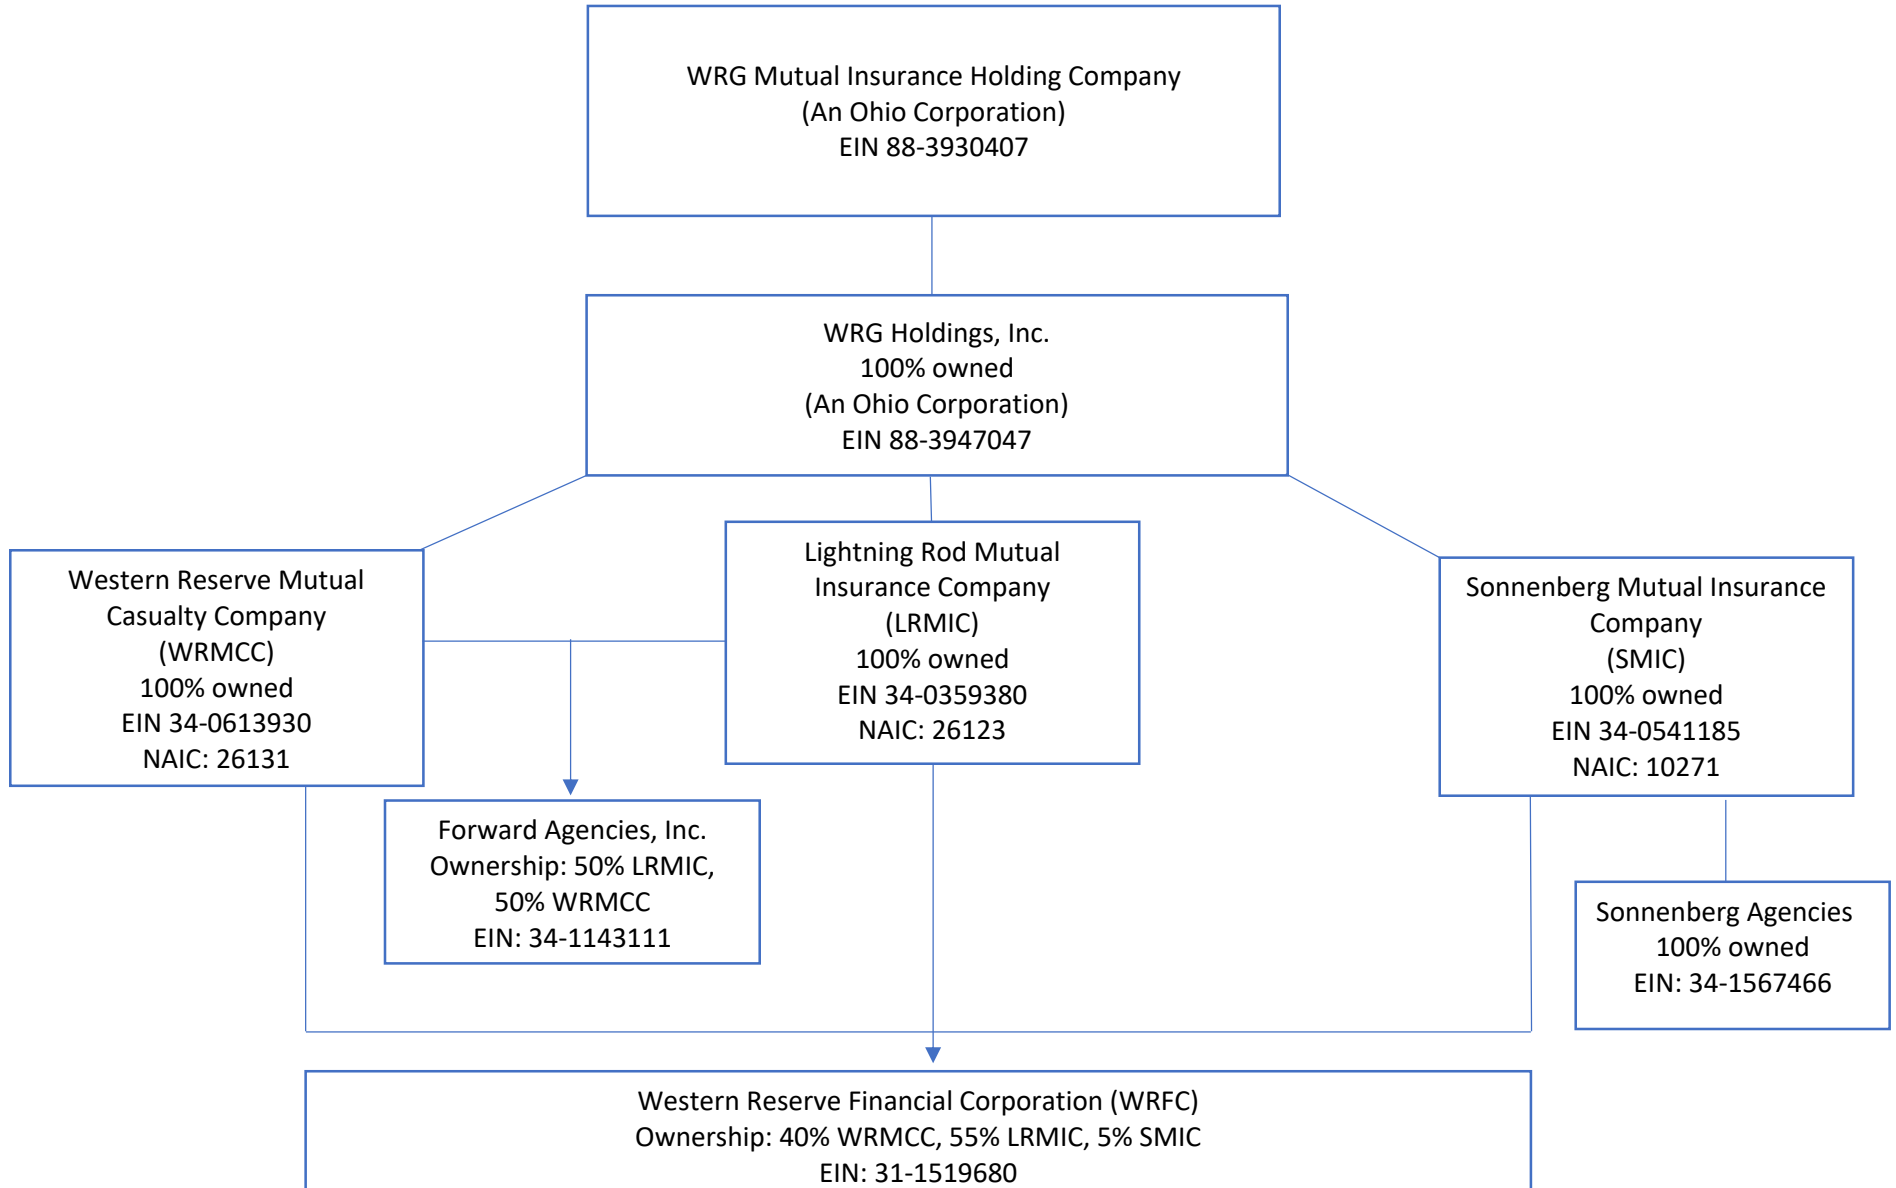 WRG Mutual Insurance Holding Company
(An Ohio Corporation)
EIN 88-3930407
WRG Holdings, Inc.
100% owned
(An Ohio Corporation)
EIN 88-3947047
Western Reserve Mutual
Casualty Company
(WRMCC)
100% owned
EIN 34-0613930
NAIC: 26131
Lightning Rod Mutual
Insurance Company
(LRMIC)
100% owned
EIN 34-0359380
NAIC: 26123
Sonnenberg Mutual Insurance
Company
(SMIC)
100% owned
EIN 34-0541185
NAIC: 10271
Forward Agencies, Inc.
Ownership: 50% LRMIC,
50% WRMCC
EIN: 34-1143111
Sonnenberg Agencies
100% owned
EIN: 34-1567466
Western Reserve Financial Corporation (WRFC)
Ownership: 40% WRMCC, 55% LRMIC, 5% SMIC
EIN: 31-1519680